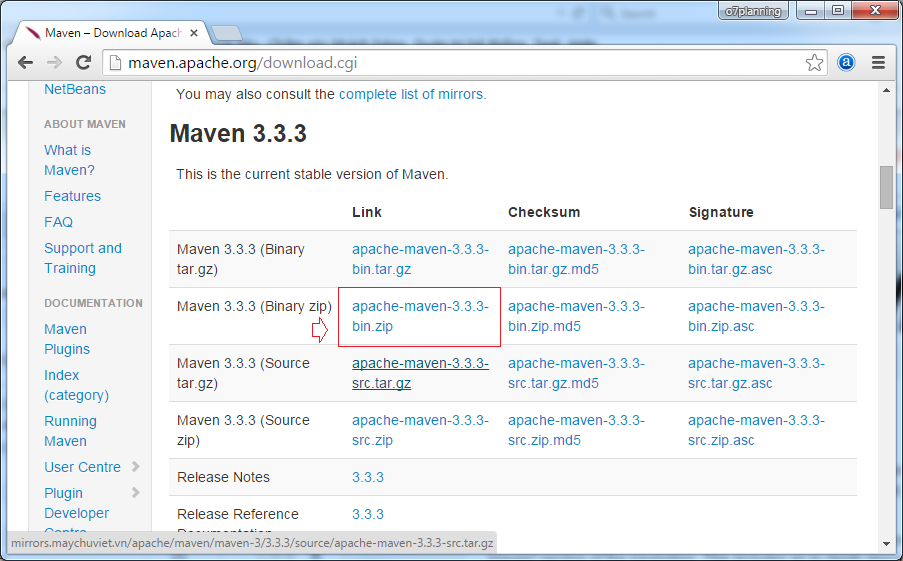 o7planning
Maven – Download Apach
maven.apache.org/download.cgi
NetBeans
ABOUT MAVEN
What is
Maven?
Features
FAQ
Support and
Training
DOCUMENTATION
Maven
Plugins
Index
(category)
Running
Maven
User Centre
Plugin
Developer
Centre
You may also consult the complete list of mirrors.
Maven 3.3.3
This is the current stable version of Maven.
Link Checksum Signature
Maven 3.3.3 (Binary apache-maven-3.3.3- apache-maven-3.3.3- apache-maven-3.3.3-
tar.gz) bin.tar.gz bin.tar.gz.md5 bin.tar.gz.asc
Maven 3.3.3 (Binary zip) apache-maven-3.3.3- apache-maven-3.3.3- apache-maven-3.3.3-
bin.zip bin.zip.md5 bin.zip.asc
Maven 3.3.3 (Source apache-maven-3.3.3- apache-maven-3.3.3- apache-maven-3.3.3-
tar.gz) src.tar.gz src.tar.gz.md5 src.tar.gz.asc
Maven 3.3.3 (Source apache-maven-3.3.3- apache-maven-3.3.3- apache-maven-3.3.3-
zip) src.zip src.zip.md5 src.zip.asc
Release Notes 3.3.3
Release Reference 3.3.3
Documentation
mirrors.maychuviet.vn/apache/maven/maven-3/3.3.3/source/apache-maven-3.3.3-src.tar.gz